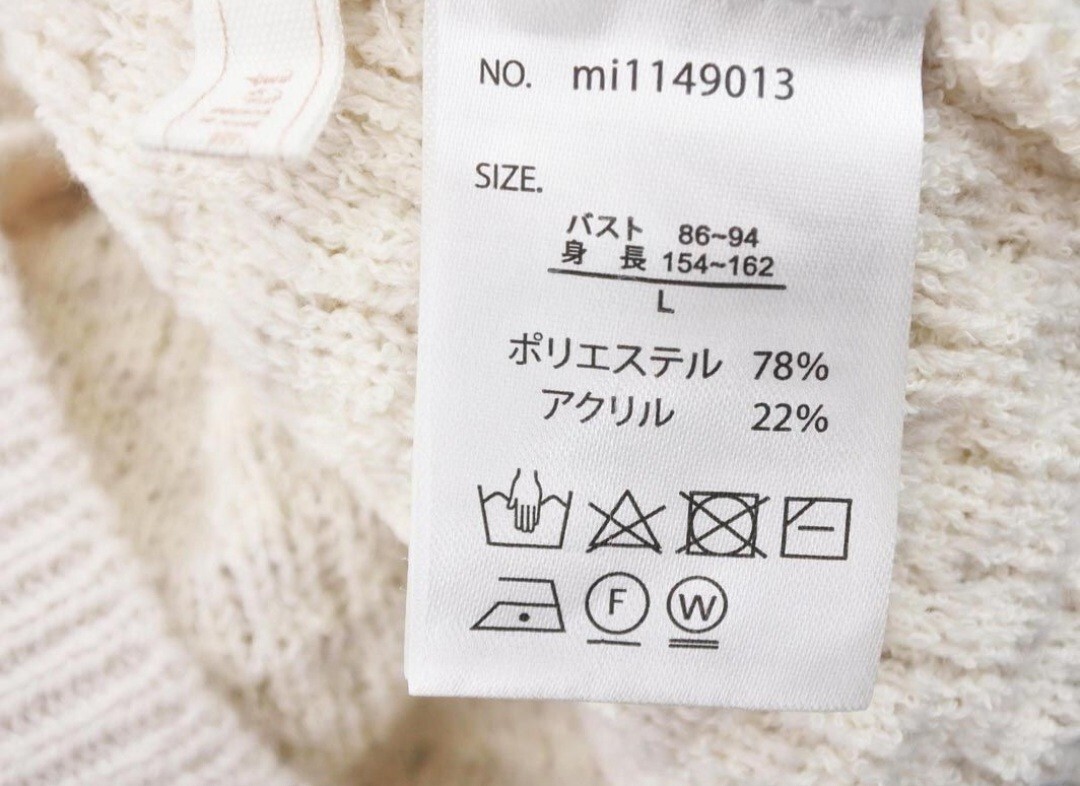 NO. mi1149013
SIZE.
バスト 86~94
身 長 154~162
L
ポリエステル 78%
アクリル 22%
F
W